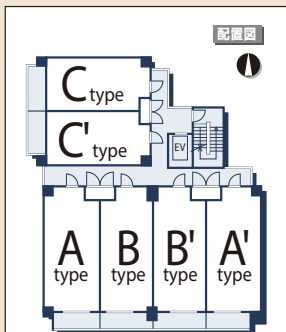 配置図
C type
C' type
EV
A B B' A'
type type type type